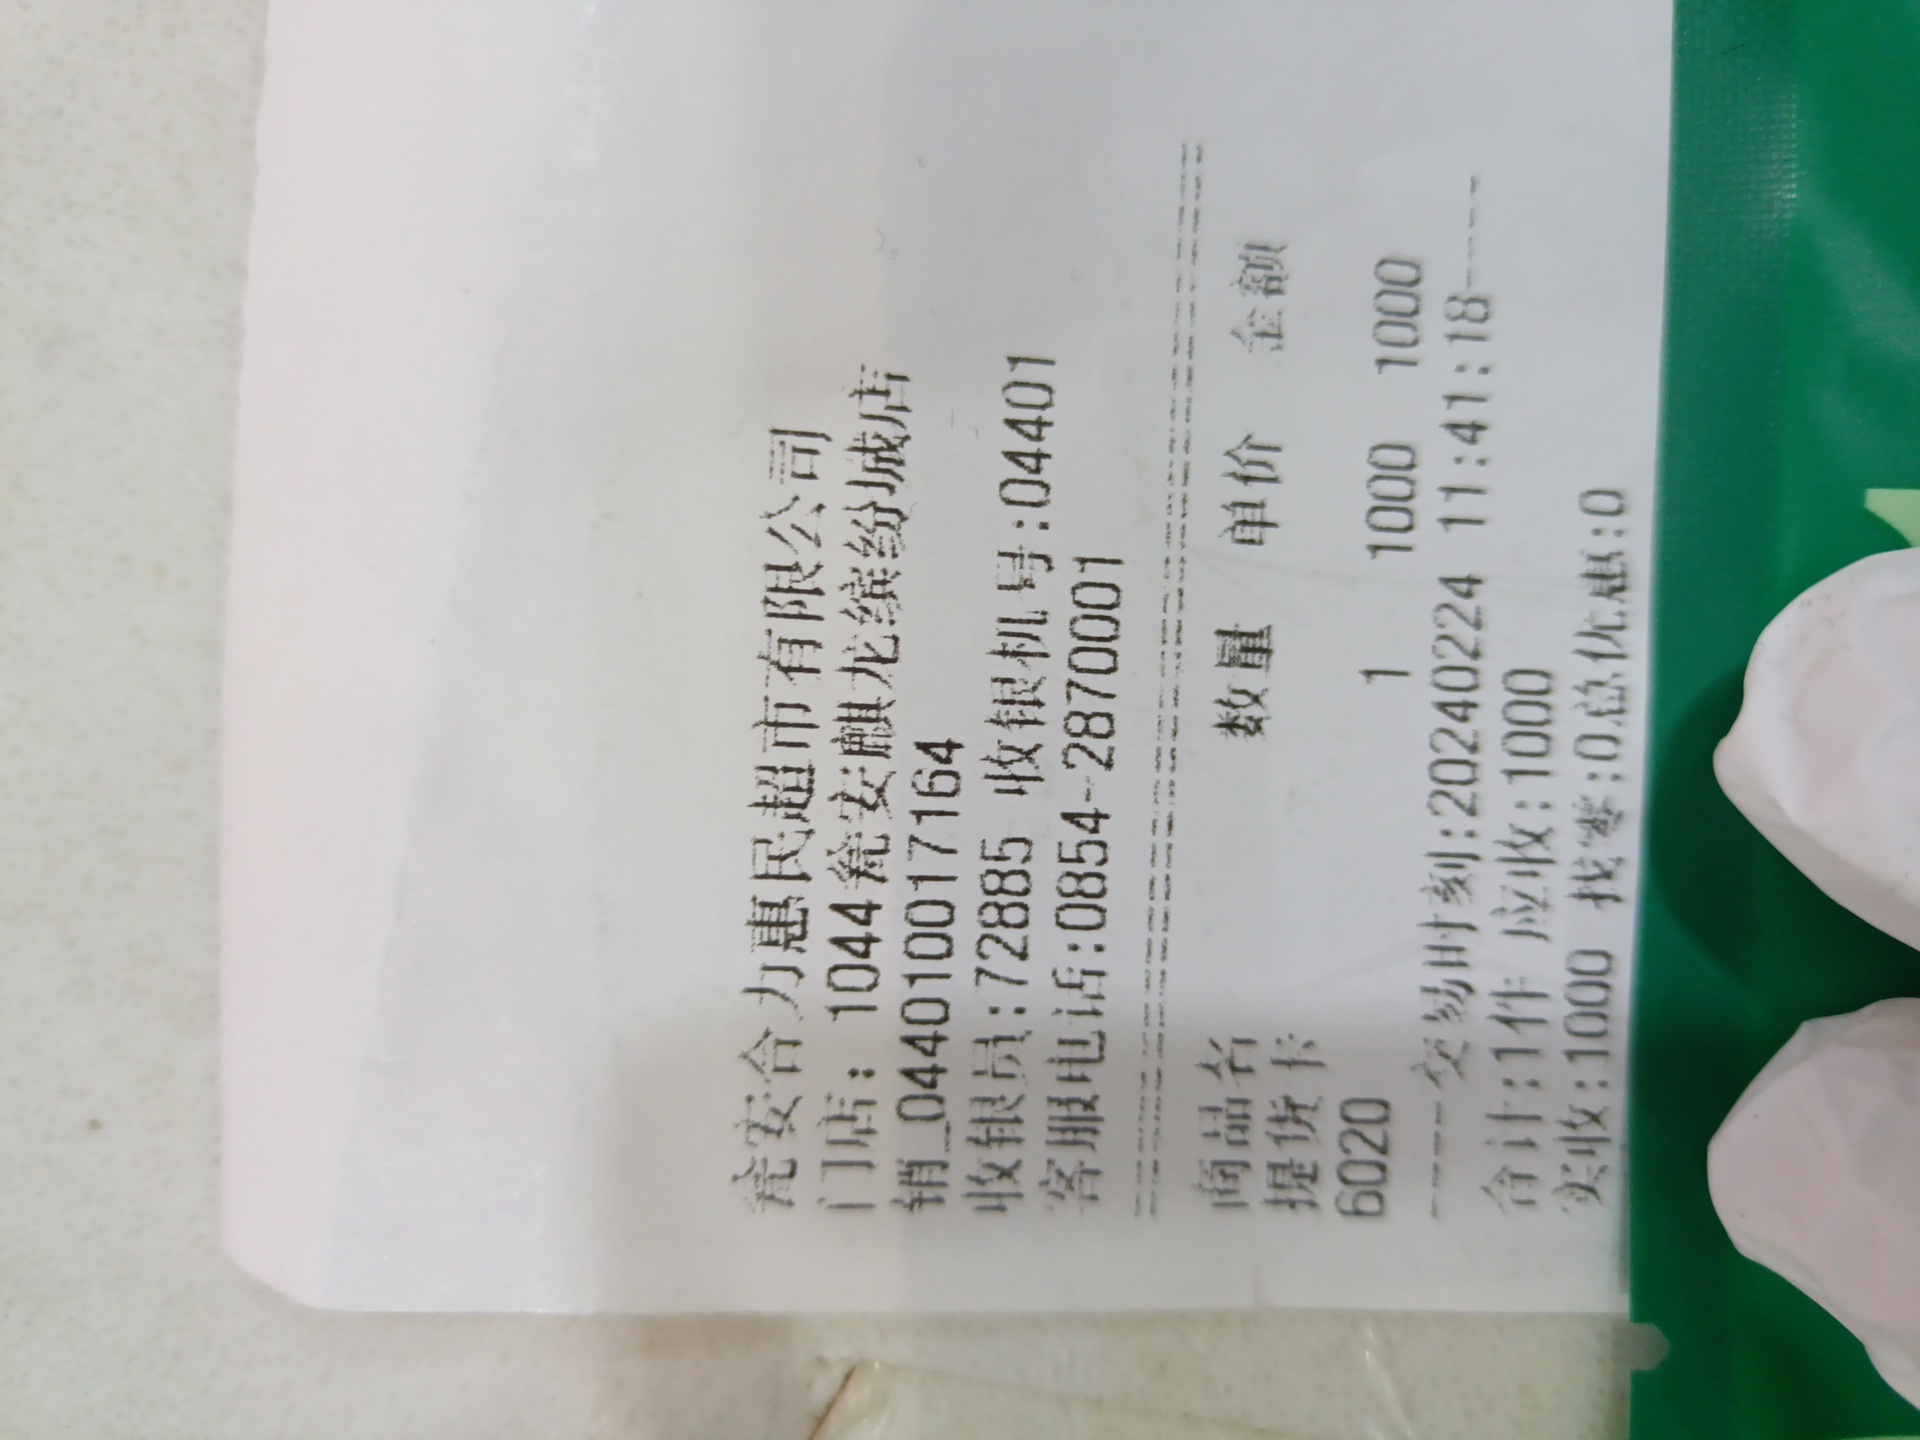 瓮安合力惠民超市有限公司
门店: 1044瓮安麒龙缤纷城店
销_044010017164
收银员:72885 收银机号:04401
客服电话:0854-2870001
================================
商品名 数量 单价 金额
提货卡
6020 1 1000 1000
----交易时刻:20240224 11:41:18----
合计:1件 应收:1000
实收:1000 找零:0总优惠:0